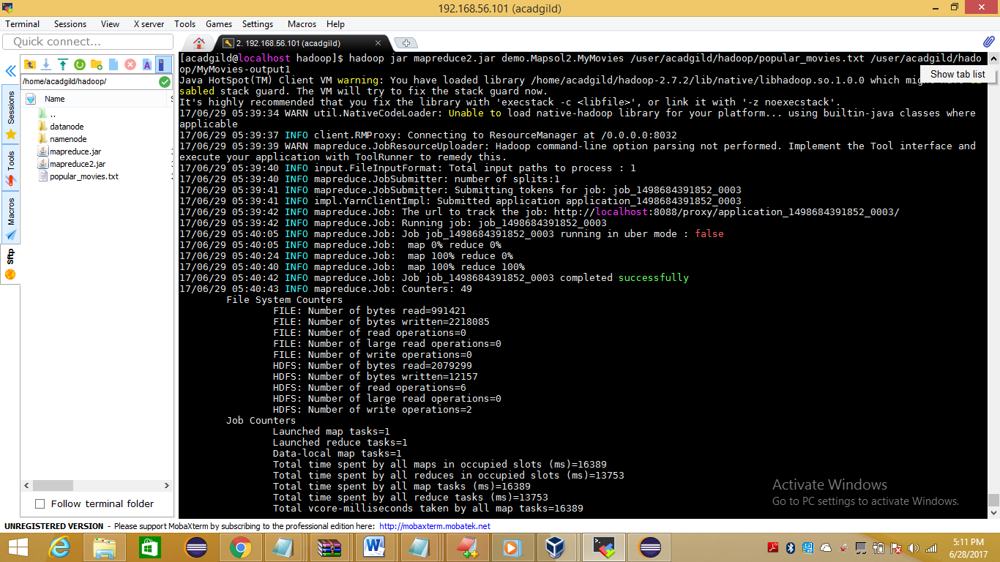 192.168.56.101 (acadgild)
Terminal Sessions View X server Tools Games Settings Macros Help
Quick connect...
2. 192.168.56.101 (acadgild)
/home/acadgild/hadoop/
Name
..
datanode
namenode
mapreduce.jar
mapreduce2.jar
popular_movies.txt
Sessions
Tools
Macros
Sftp
Follow terminal folder
Show tab list
[acadgild@localhost hadoop]$ hadoop jar mapreduce2.jar demo.Mapsol2.MyMovies /user/acadgild/hadoop/popular_movies.txt /user/acadgild/hado
op/MyMovies-output1
Java HotSpot(TM) Client VM warning: You have loaded library /home/acadgild/hadoop-2.7.2/lib/native/libhadoop.so.1.0.0 which
sabled stack guard. The VM will try to fix the stack guard now.
It's highly recommended that you fix the library with 'execstack -c <libfile>', or link it with '-z noexecstack'.
17/06/29 05:39:34 WARN util.NativeCodeLoader: Unable to load native-hadoop library for your platform... using builtin-java classes where
applicable
17/06/29 05:39:37 INFO client.RMProxy: Connecting to ResourceManager at /0.0.0.0:8032
17/06/29 05:39:39 WARN mapreduce.JobResourceUploader: Hadoop command-line option parsing not performed. Implement the Tool interface and
execute your application with ToolRunner to remedy this.
17/06/29 05:39:40 INFO input.FileInputFormat: Total input paths to process : 1
17/06/29 05:39:40 INFO mapreduce.JobSubmitter: number of splits:1
17/06/29 05:39:41 INFO mapreduce.JobSubmitter: Submitting tokens for job: job_1498684391852_0003
17/06/29 05:39:41 INFO impl.YarnClientImpl: Submitted application application_1498684391852_0003
17/06/29 05:39:42 INFO mapreduce.Job: The url to track the job: http://localhost:8088/proxy/application_1498684391852_0003/
17/06/29 05:39:42 INFO mapreduce.Job: Running job: job_1498684391852_0003
17/06/29 05:40:05 INFO mapreduce.Job: Job job_1498684391852_0003 running in uber mode : false
17/06/29 05:40:05 INFO mapreduce.Job:  map 0% reduce 0%
17/06/29 05:40:24 INFO mapreduce.Job:  map 100% reduce 0%
17/06/29 05:40:40 INFO mapreduce.Job:  map 100% reduce 100%
17/06/29 05:40:42 INFO mapreduce.Job: Job job_1498684391852_0003 completed successfully
17/06/29 05:40:43 INFO mapreduce.Job: Counters: 49
File System Counters
FILE: Number of bytes read=991421
FILE: Number of bytes written=2218085
FILE: Number of read operations=0
FILE: Number of large read operations=0
FILE: Number of write operations=0
HDFS: Number of bytes read=2079299
HDFS: Number of bytes written=12157
HDFS: Number of read operations=6
HDFS: Number of large read operations=0
HDFS: Number of write operations=2
Job Counters
Launched map tasks=1
Launched reduce tasks=1
Data-local map tasks=1
Total time spent by all maps in occupied slots (ms)=16389
Total time spent by all reduces in occupied slots (ms)=13753
Total time spent by all map tasks (ms)=16389
Total time spent by all reduce tasks (ms)=13753
Total vcore-milliseconds taken by all map tasks=16389
Activate Windows
Go to PC settings to activate Windows.
UNREGISTERED VERSION - Please support MobaXterm by subscribing to the professional edition here: http://mobaxterm.mobatek.net
5:11 PM
6/28/2017